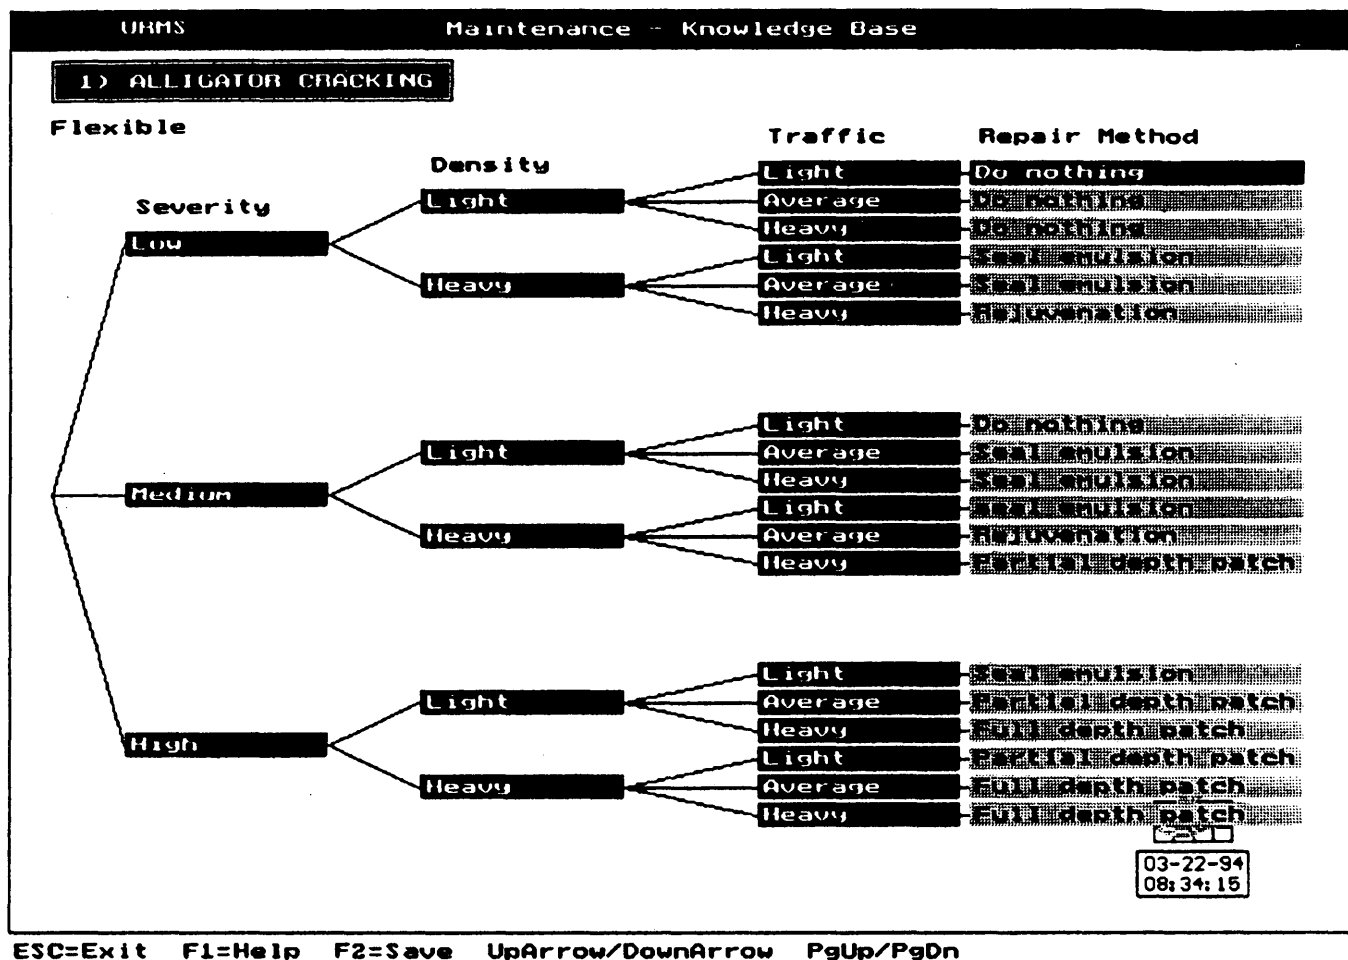 URMS Maintenance - Knowledge Base
1) ALLIGATOR CRACKING
Flexible
Traffic Repair Method
Density
Severity
Light Do nothing
Light Average Do nothing
Heavy Do nothing
Low
Light Seal emulsion
Heavy Average Seal emulsion
Heavy Rejuvenation
Light Do nothing
Light Average Seal emulsion
Heavy Seal emulsion
Medium
Light seal emulsion
Heavy Average Rejuvenation
Heavy Partial depth patch
Light Seal emulsion
Light Average Partial depth patch
Heavy Full depth patch
High
Light Partial depth patch
Heavy Average Full depth patch
Heavy Full depth patch
03-22-94
08:34:15
ESC=Exit F1=Help F2=Save UpArrow/DownArrow PgUp/PgDn